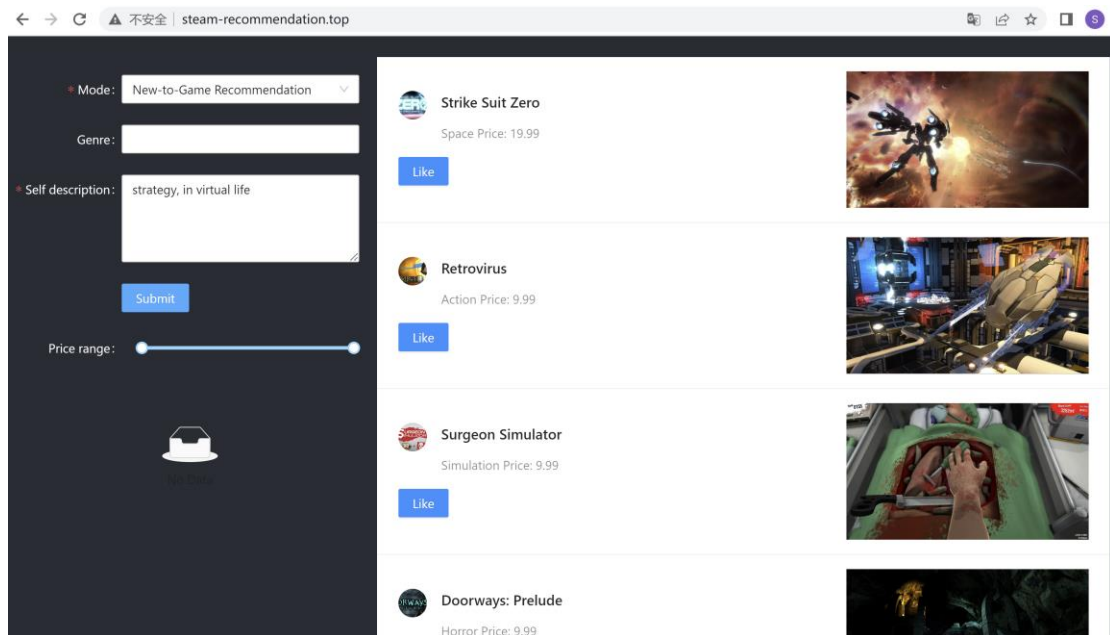 不安全 steam-recommendation.top
S
* Mode: New-to-Game Recommendation
Genre:
* Self description: strategy, in virtual life
Submit
Price range:
No Data
Strike Suit Zero
Space Price: 19.99
Like
Retrovirus
Action Price: 9.99
Like
Surgeon Simulator
Simulation Price: 9.99
Like
Doorways: Prelude
Horror Price: 9.99